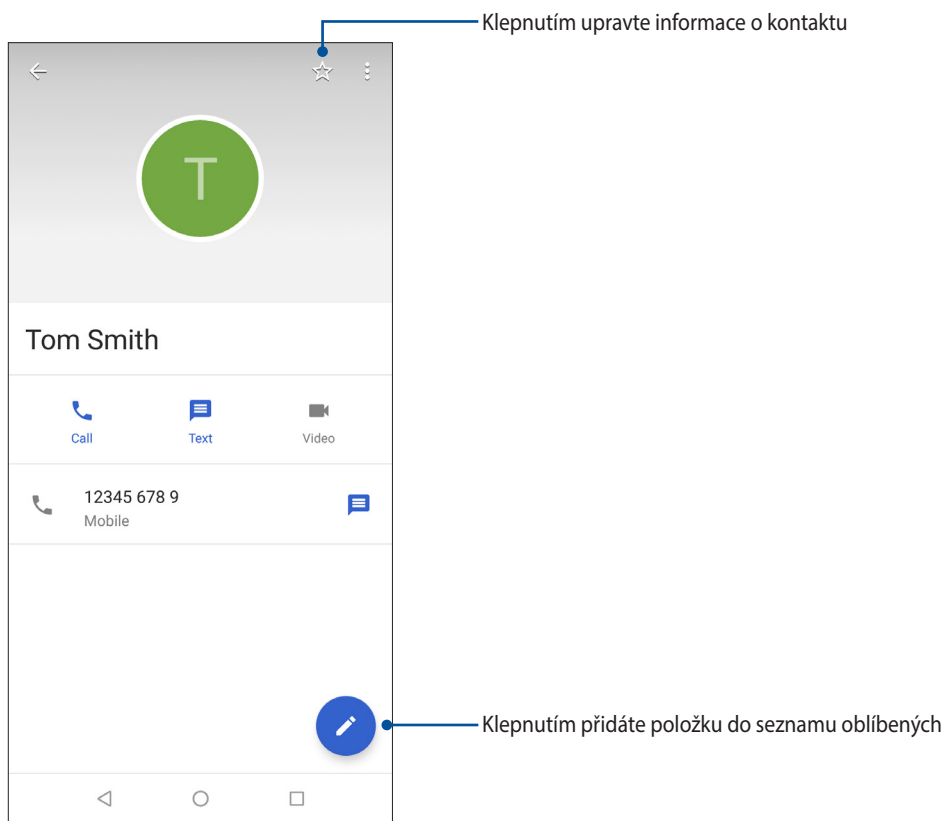 Klepnutím upravte informace o kontaktu
T
Tom Smith
Call Text Video
12345 678 9
Mobile
Klepnutím přidáte položku do seznamu oblíbených